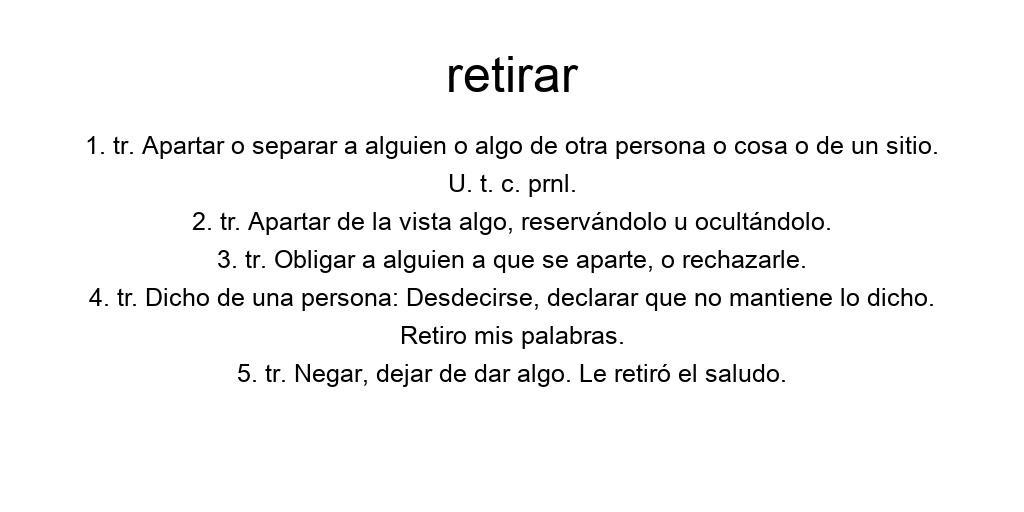 retirar
1. tr. Apartar o separar a alguien o algo de otra persona o cosa o de un sitio.
U. t. c. prnl.
2. tr. Apartar de la vista algo, reservándolo u ocultándolo.
3. tr. Obligar a alguien a que se aparte, o rechazarle.
4. tr. Dicho de una persona: Desdecirse, declarar que no mantiene lo dicho.
Retiro mis palabras.
5. tr. Negar, dejar de dar algo. Le retiró el saludo.